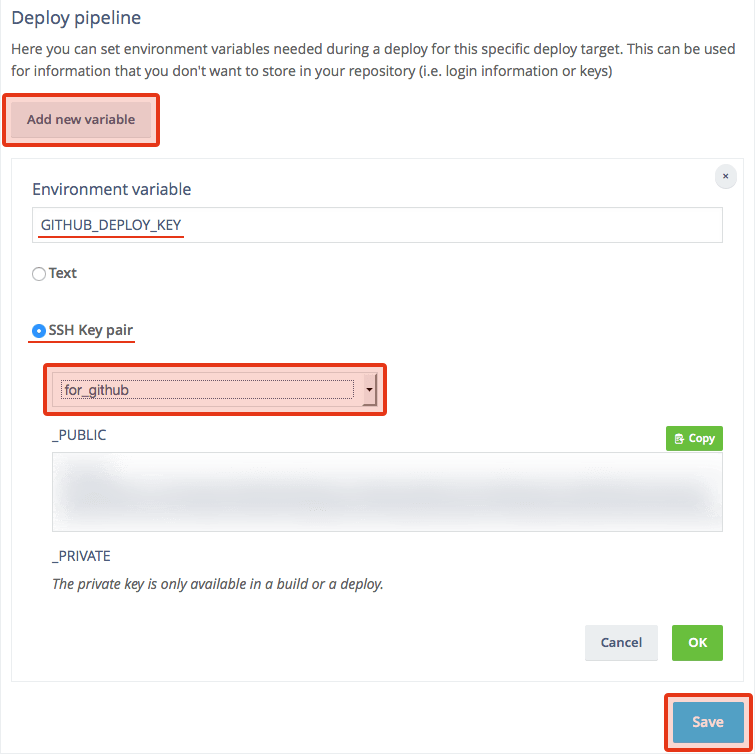 Deploy pipeline
Here you can set environment variables needed during a deploy for this specific deploy target. This can be used
for information that you don't want to store in your repository (i.e. login information or keys)
Add new variable
×
Environment variable
GITHUB_DEPLOY_KEY
Text
SSH Key pair
for_github
_PUBLIC
Copy
_PRIVATE
The private key is only available in a build or a deploy.
Cancel
OK
Save